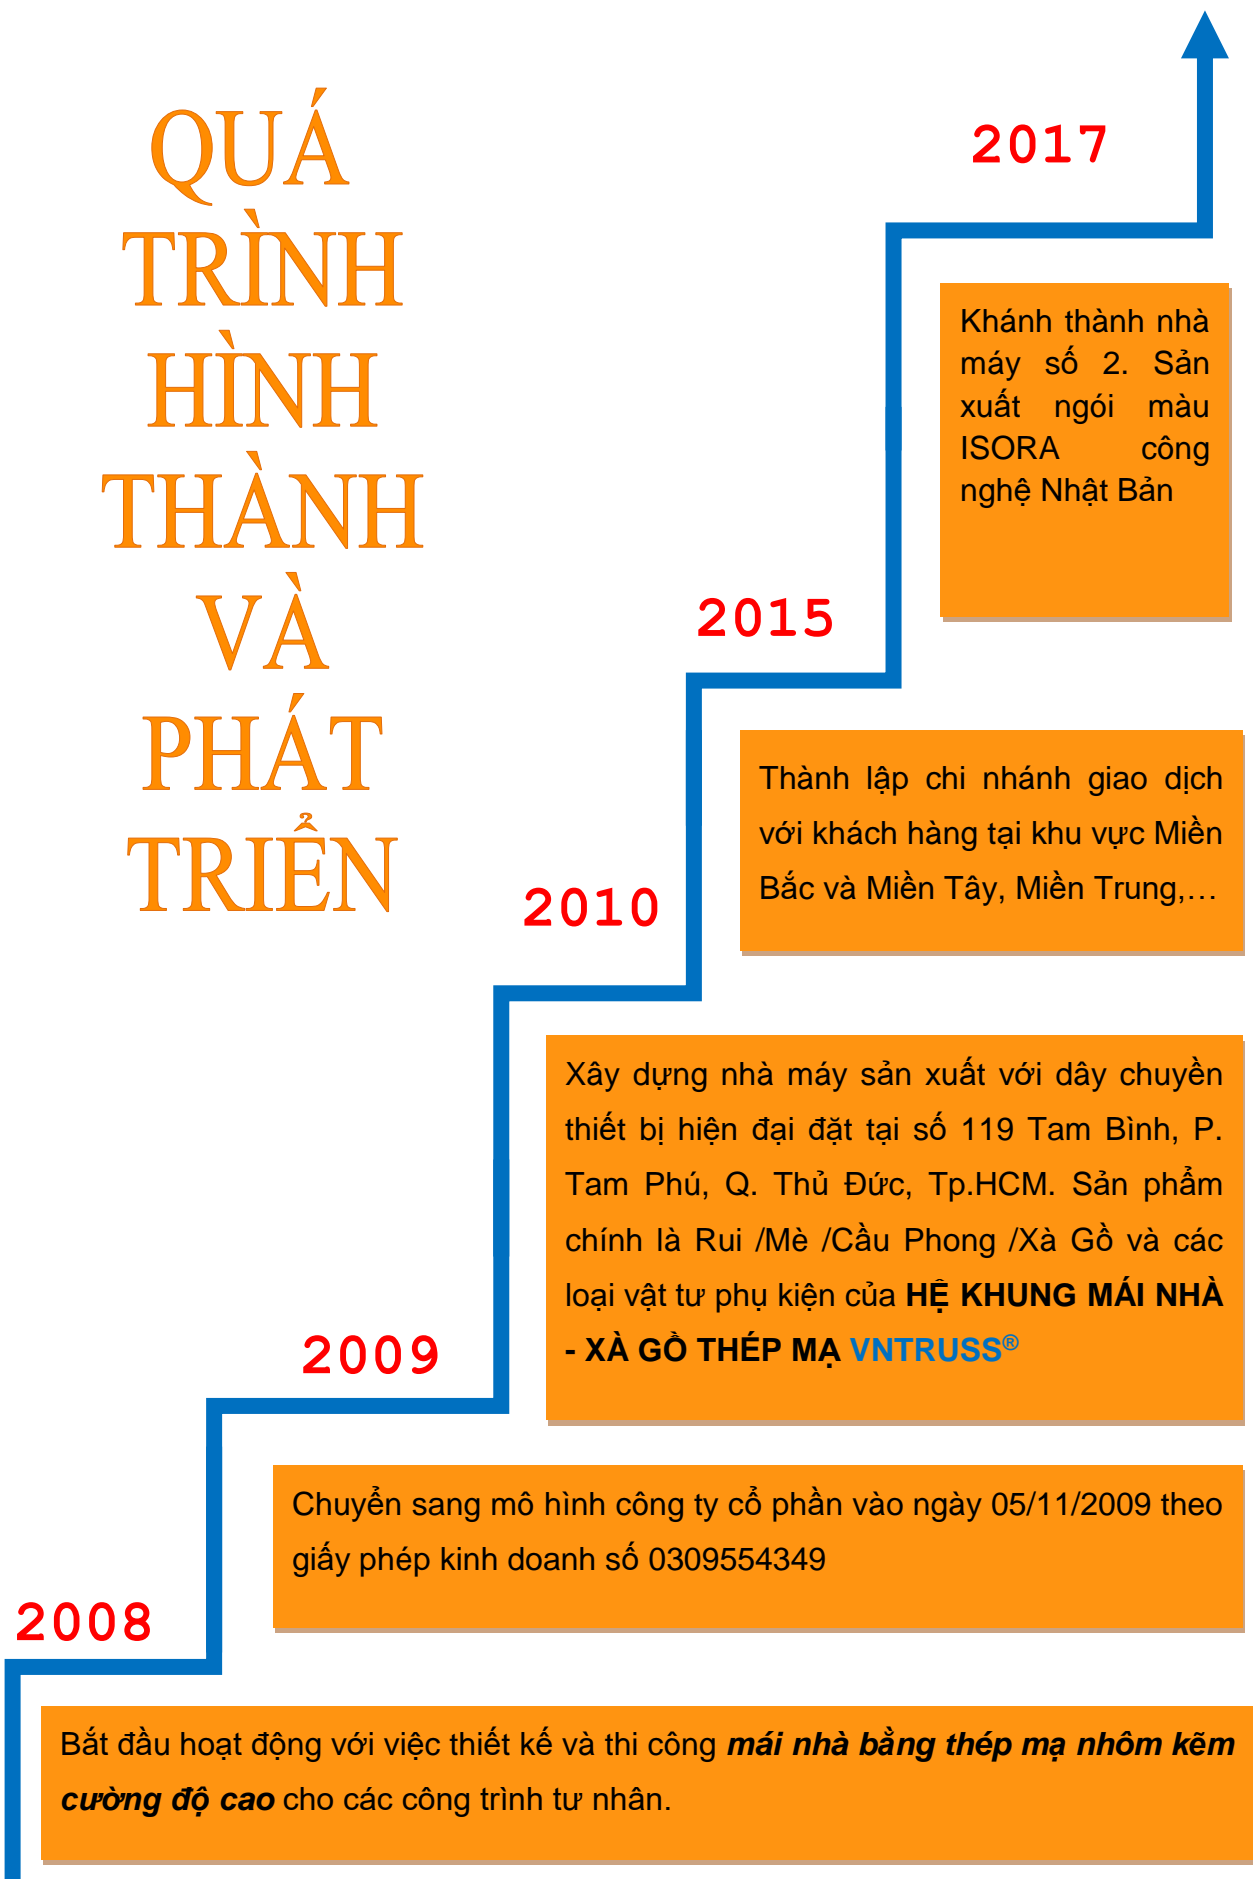 QUÁ
TRÌNH
HÌNH
THÀNH
VÀ
PHÁT
TRIỂN
2017
Khánh thành nhà
máy số 2. Sản
xuất ngói màu
ISORA công
nghệ Nhật Bản
2015
Thành lập chi nhánh giao dịch
với khách hàng tại khu vực Miền
Bắc và Miền Tây, Miền Trung,…
2010
Xây dựng nhà máy sản xuất với dây chuyền
thiết bị hiện đại đặt tại số 119 Tam Bình, P.
Tam Phú, Q. Thủ Đức, Tp.HCM. Sản phẩm
chính là Rui /Mè /Cầu Phong /Xà Gồ và các
loại vật tư phụ kiện của HỆ KHUNG MÁI NHÀ
- XÀ GỒ THÉP MẠ VNTRUSS®
2009
Chuyển sang mô hình công ty cổ phần vào ngày 05/11/2009 theo
giấy phép kinh doanh số 0309554349
2008
Bắt đầu hoạt động với việc thiết kế và thi công mái nhà bằng thép mạ nhôm kẽm
cường độ cao cho các công trình tư nhân.